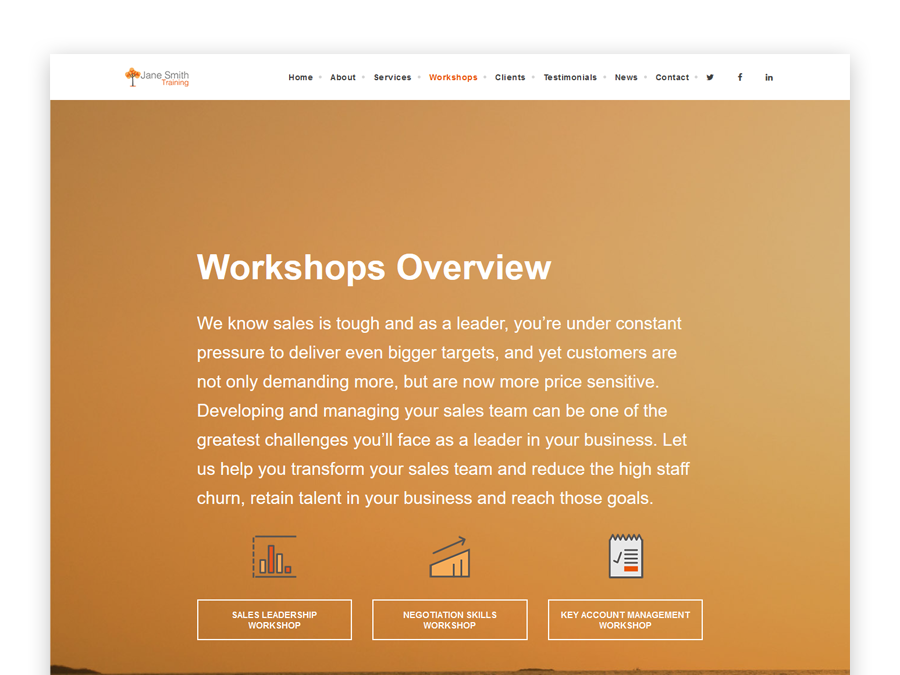 Jane Smith
Training
Home About Services Workshops Clients Testimonials News Contact
Workshops Overview
We know sales is tough and as a leader, you’re under constant
pressure to deliver even bigger targets, and yet customers are
not only demanding more, but are now more price sensitive.
Developing and managing your sales team can be one of the
greatest challenges you’ll face as a leader in your business. Let
us help you transform your sales team and reduce the high staff
churn, retain talent in your business and reach those goals.
SALES LEADERSHIP
WORKSHOP
NEGOTIATION SKILLS
WORKSHOP
KEY ACCOUNT MANAGEMENT
WORKSHOP